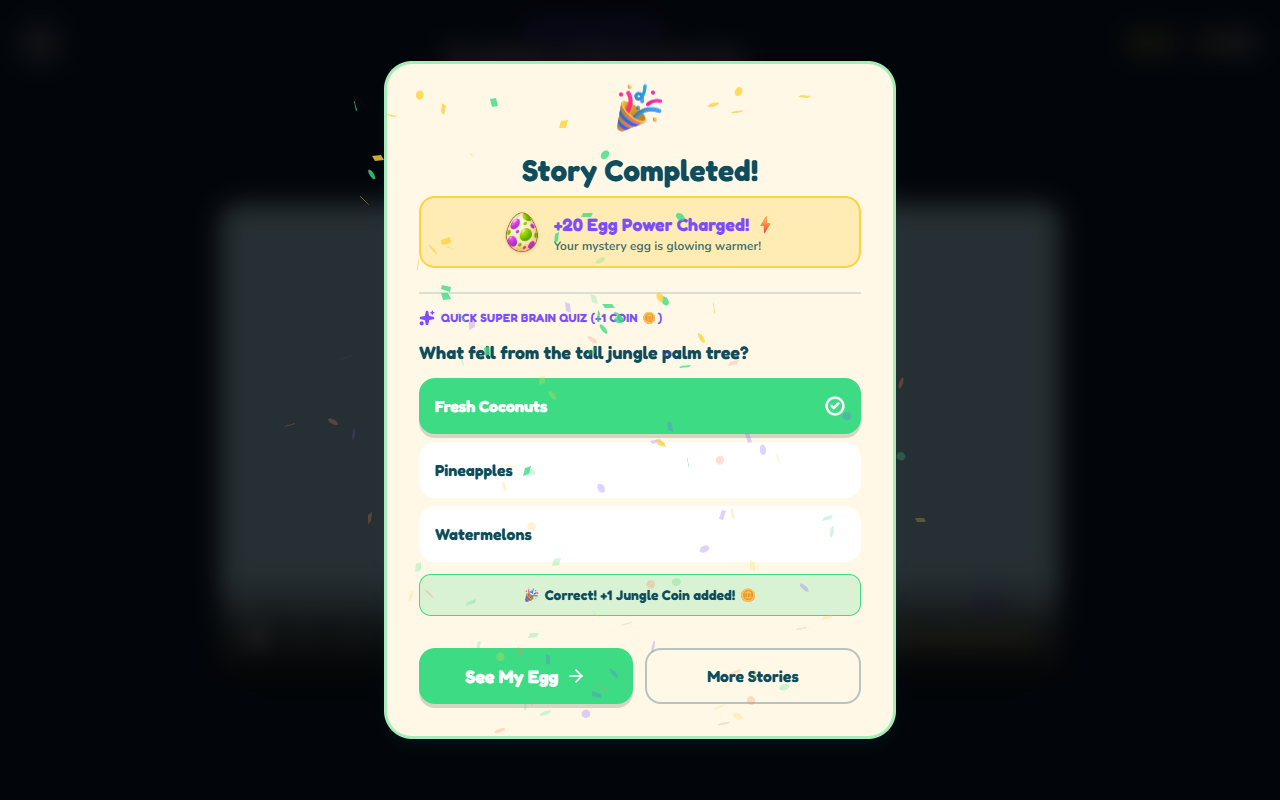 Story Completed!
+20 Egg Power Charged! ⚡
Your mystery egg is glowing warmer!
QUICK SUPER BRAIN QUIZ (+1 COIN 🪙)
What fell from the tall jungle palm tree?
Fresh Coconuts
Pineapples
Watermelons
🎉 Correct! +1 Jungle Coin added! 🪙
See My Egg →
More Stories